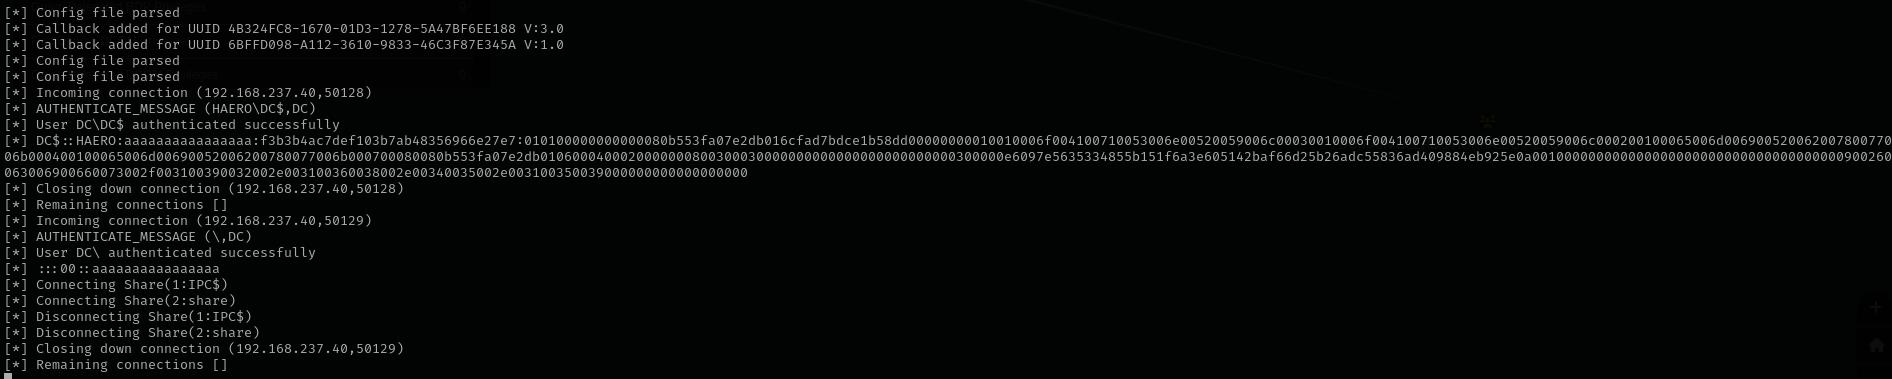 [*] Config file parsed
[*] Callback added for UUID 4B324FC8-1670-01D3-1278-5A47BF6EE188 V:3.0
[*] Callback added for UUID 6BFFD098-A112-3610-9833-46C3F87E345A V:1.0
[*] Config file parsed
[*] Config file parsed
[*] Incoming connection (192.168.237.40,50128)
[*] AUTHENTICATE_MESSAGE (HAERO\DC$,DC)
[*] User DC\DC$ authenticated successfully
[*] DC$::HAERO:aaaaaaaaaaaaaaaa:f3b3b4ac7def103b7ab48356966e27e7:010100000000000080b553fa07e2db016cfad7bdce1b58dd00000000010010006f004100710053006e00520059006c00030010006f004100710053006e00520059006c000200100065006d00690052006200780077​0
06b000400100065006d006900520062007800770​06b000700080080b553fa07e2db0106000400020000000800300030000000000000000000000000300000e6097e5635334855b151f6a3e605142baf66d25b26adc55836ad409884eb925e0a001000000000000000000000000000000000000900260
063006900660073002f003100390032002e003100360038002e00340035002e003100350039000000000000000000
[*] Closing down connection (192.168.237.40,50128)
[*] Remaining connections []
[*] Incoming connection (192.168.237.40,50129)
[*] AUTHENTICATE_MESSAGE (\,DC)
[*] User DC\ authenticated successfully
[*] :::00::aaaaaaaaaaaaaaaa
[*] Connecting Share(1:IPC$)
[*] Connecting Share(2:share)
[*] Disconnecting Share(1:IPC$)
[*] Disconnecting Share(2:share)
[*] Closing down connection (192.168.237.40,50129)
[*] Remaining connections []